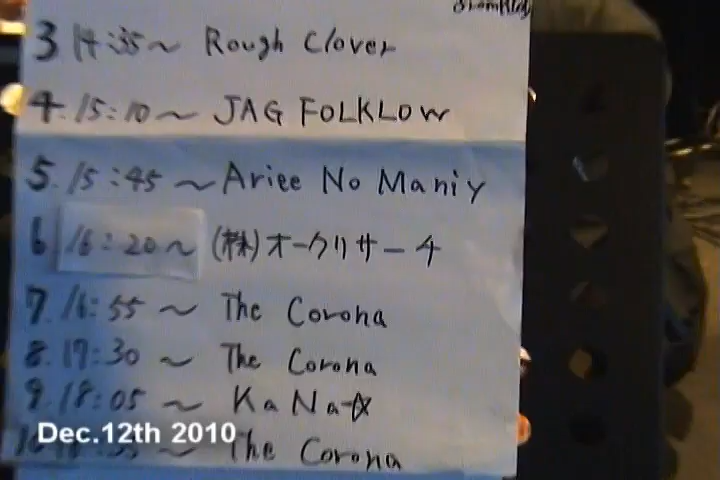 3 14:35~ Rough Clover
4. 15:10~ JAG FOLKLOW
5. 15:45 ~ Ariee No Maniy
6 16:20~ (株)オークリサーチ
7. 16:55 ~ The Corona
8. 17:30 ~ The Corona
9. 18:05 ~ KaNa☆
~ The Corona
Dec.12th 2010